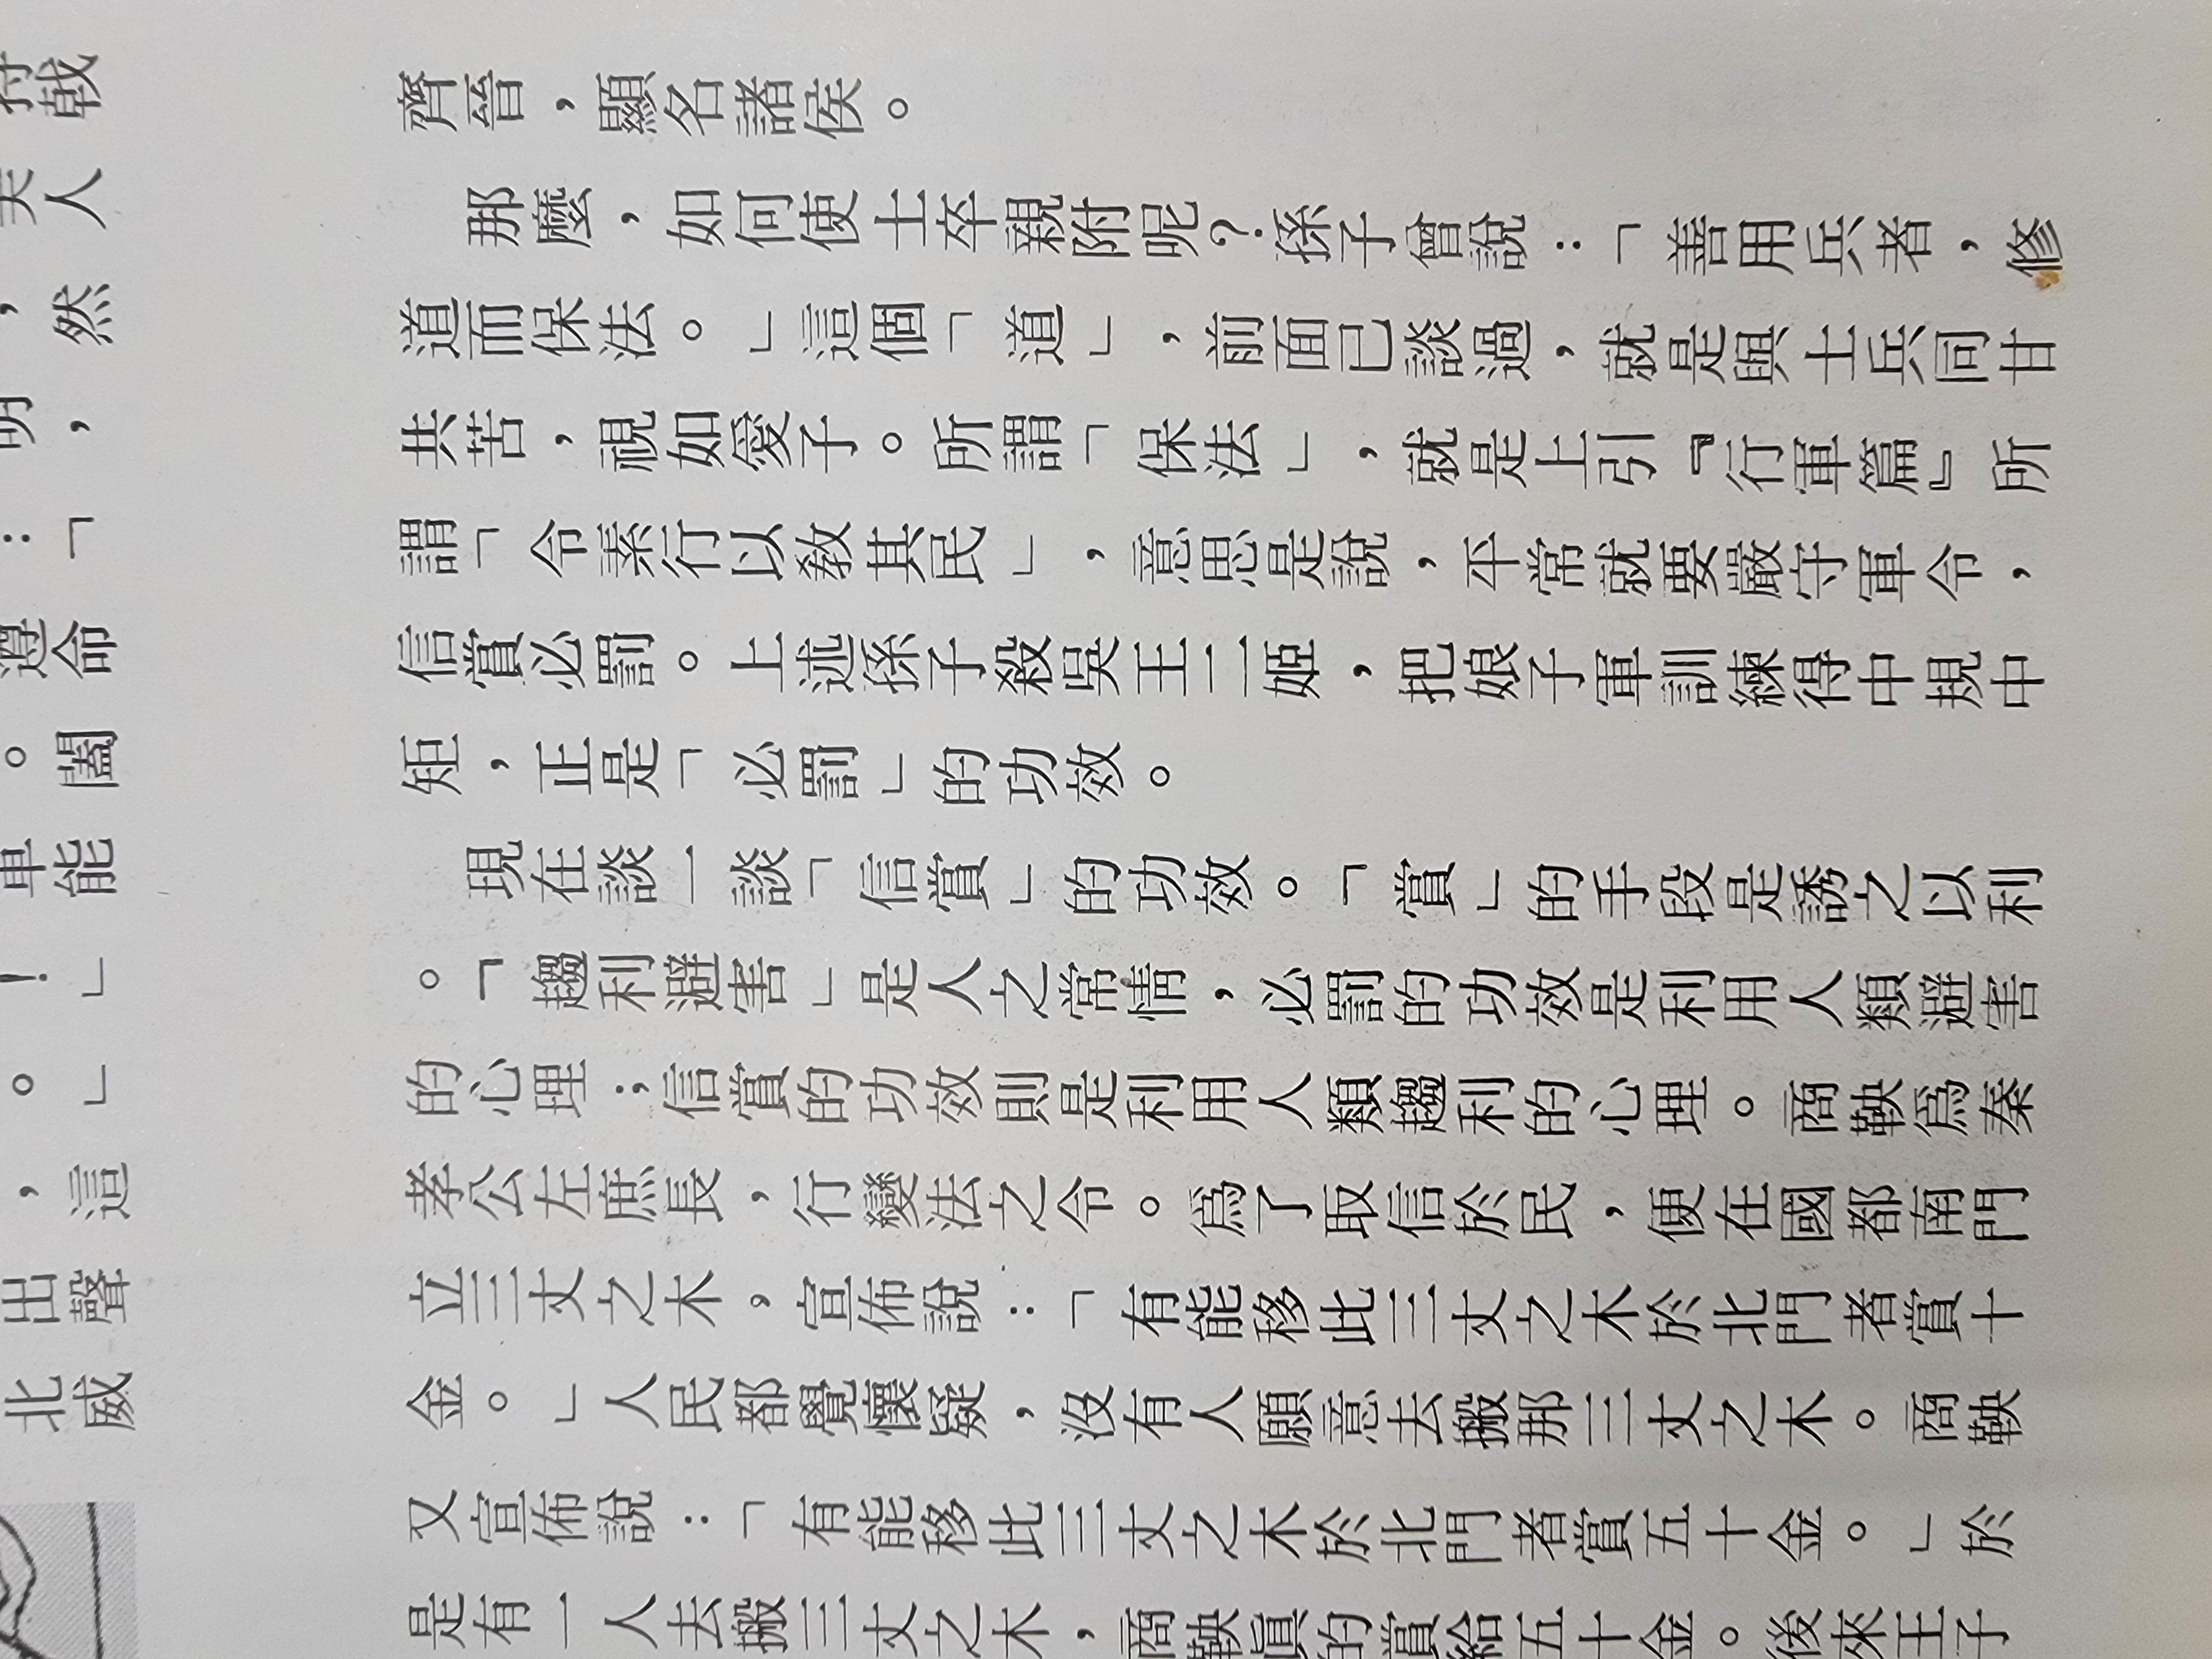 持戟
美人
，然
明，
：「
遵命
。闔
軍能
！」
。」
，這
出聲
北威
齊晉，顯名諸侯。
那麼，如何使士卒親附呢？孫子曾說：「善用兵者，修
道而保法。」這個「道」，前面已談過，就是與士兵同甘
共苦，視如愛子。所謂「保法」，就是上引『行軍篇』所
謂「令素行以敎其民」，意思是說，平常就要嚴守軍令，
信賞必罰。上述孫子殺吳王二姬，把娘子軍訓練得中規中
矩，正是「必罰」的功效。
現在談一談「信賞」的功效。「賞」的手段是誘之以利
。「趨利避害」是人之常情，必罰的功效是利用人類避害
的心理；信賞的功效則是利用人類趨利的心理。商鞅爲秦
孝公左庶長，行變法之令。爲了取信於民，便在國都南門
立三丈之木，宣佈說：「有能移此三丈之木於北門者賞十
金。」人民都覺懷疑，沒有人願意去搬那三丈之木。商鞅
又宣佈說：「有能移此三丈之木於北門者賞五十金。」於
是有一人去搬三丈之木，商鞅眞的賞給五十金。後來王子